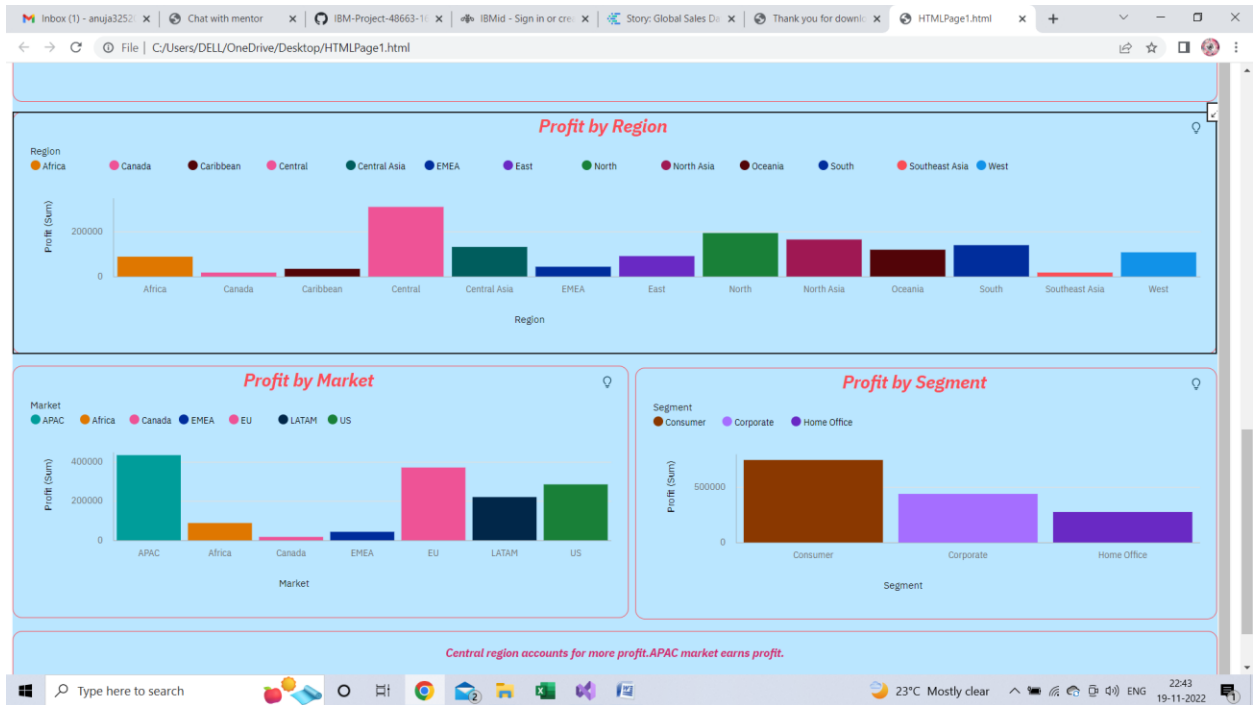 Inbox (1) - anuja3252
Chat with mentor
IBM-Project-48663-1
IBMid - Sign in or cre
Story: Global Sales Da
Thank you for downlo
HTMLPage1.html
File | C:/Users/DELL/OneDrive/Desktop/HTMLPage1.html
Profit by Region
Region
Africa Canada Caribbean Central Central Asia EMEA East North North Asia Oceania South Southeast Asia West
Profit (Sum)
200000
0
Africa Canada Caribbean Central Central Asia EMEA East North North Asia Oceania South Southeast Asia West
Region
Profit by Market
Market
APAC Africa Canada EMEA EU LATAM US
Profit (Sum)
400000
200000
0
APAC Africa Canada EMEA EU LATAM US
Market
Profit by Segment
Segment
Consumer Corporate Home Office
Profit (Sum)
500000
0
Consumer Corporate Home Office
Segment
Central region accounts for more profit.APAC market earns profit.
Type here to search
2
23°C Mostly clear
ENG
22:43
19-11-2022
1